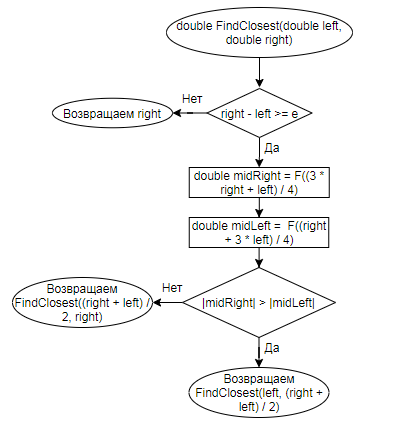 double FindClosest(double left,
double right)
Нет
Возвращаем right
right - left >= e
Да
double midRight = F((3 *
right + left) / 4)
double midLeft = F((right
+ 3 * left) / 4)
Нет
Возвращаем
FindClosest((right + left) /
2, right)
|midRight| > |midLeft|
Да
Возвращаем
FindClosest(left, (right +
left) / 2)